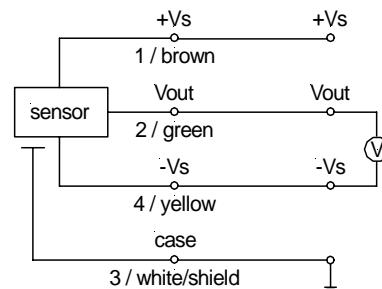 +Vs +Vs
1 / brown
sensor
Vout Vout
2 / green
V
-Vs -Vs
4 / yellow
case
3 / white/shield